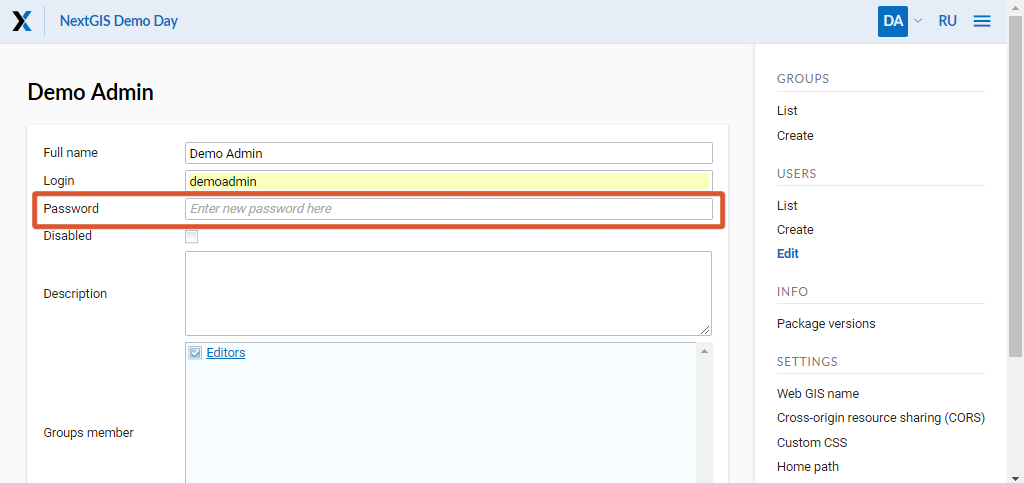 NextGIS Demo Day
DA
RU
Demo Admin
Full name
Demo Admin
Login
demoadmin
Password
Enter new password here
Disabled
Description
Groups member
Editors
GROUPS
List
Create
USERS
List
Create
Edit
INFO
Package versions
SETTINGS
Web GIS name
Cross-origin resource sharing (CORS)
Custom CSS
Home path